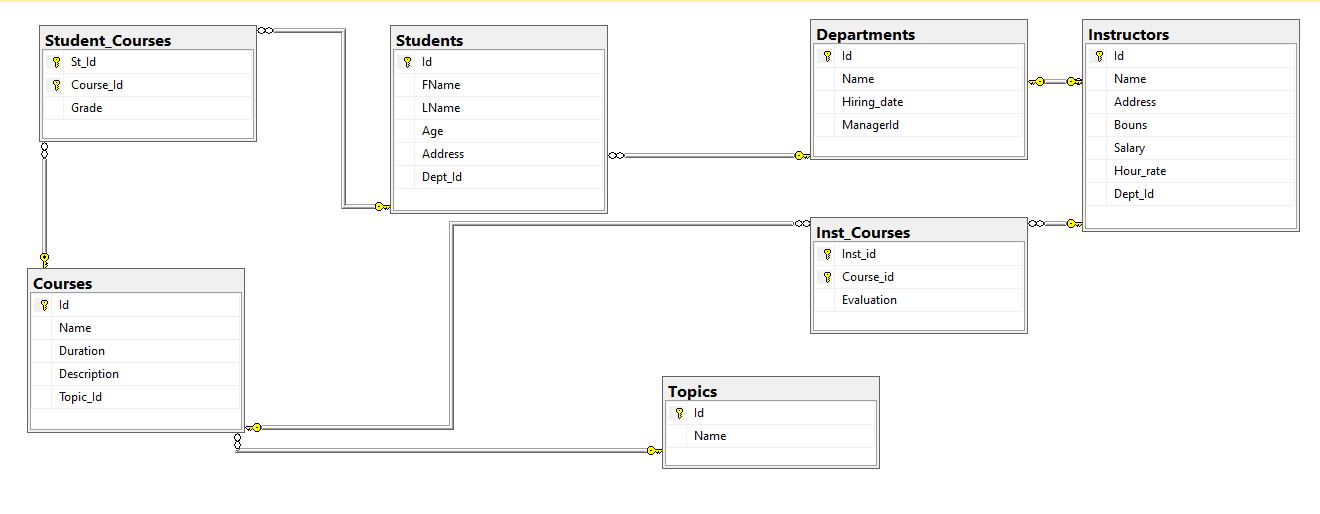 Student_Courses
St_Id
Course_Id
Grade
Students
Id
FName
LName
Age
Address
Dept_Id
Departments
Id
Name
Hiring_date
ManagerId
Instructors
Id
Name
Address
Bouns
Salary
Hour_rate
Dept_Id
Inst_Courses
Inst_id
Course_id
Evaluation
Courses
Id
Name
Duration
Description
Topic_Id
Topics
Id
Name